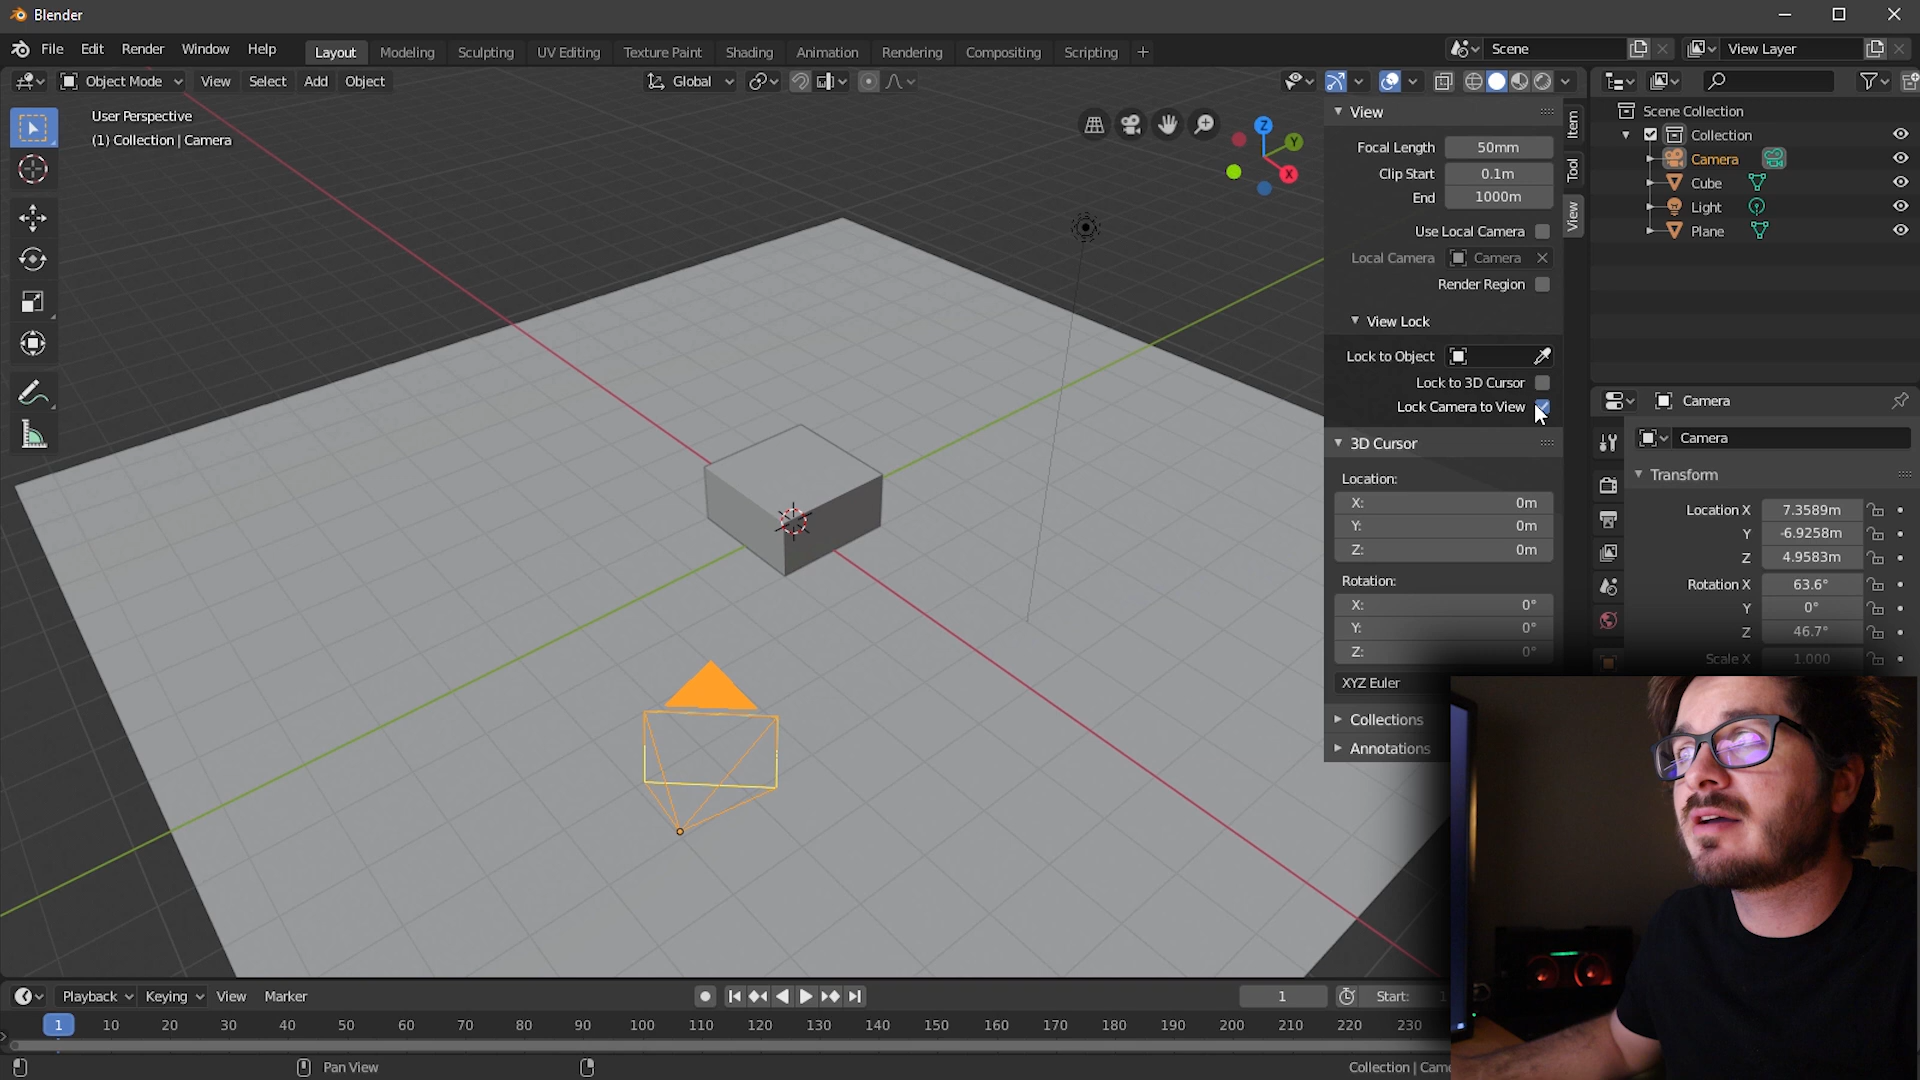 Blender
File Edit Render Window Help Layout Modeling Sculpting UV Editing Texture Paint Shading Animation Rendering Compositing Scripting + Scene View Layer
Object Mode View Select Add Object Global
User Perspective
(1) Collection | Camera
Z
Y
X
View
Focal Length 50mm
Clip Start 0.1m
End 1000m
Use Local Camera
Local Camera Camera
Render Region
View Lock
Lock to Object
Lock to 3D Cursor
Lock Camera to View
3D Cursor
Location:
X: 0m
Y: 0m
Z: 0m
Rotation:
X: 0°
Y: 0°
Z: 0°
XYZ Euler
Collections
Annotations
Item
Tool
View
Scene Collection
Collection
Camera
Cube
Light
Plane
Camera
Camera
Transform
Location X 7.3589m
Y -6.9258m
Z 4.9583m
Rotation X 63.6°
Y 0°
Z 46.7°
Scale X 1.000
Playback Keying View Marker 1 Start: 1
1 10 20 30 40 50 60 70 80 90 100 110 120 130 140 150 160 170 180 190 200 210 220 230
Pan View Collection | Came